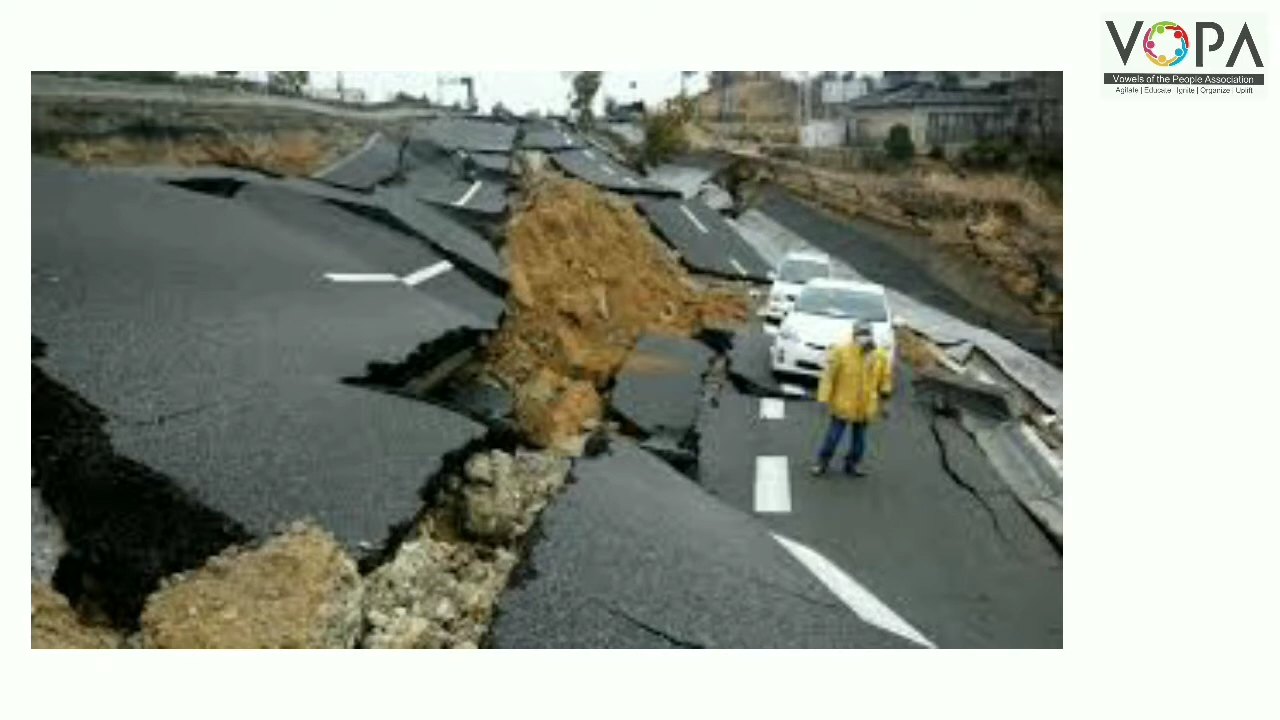 VOPA
Vowels of the People Association
Agitate | Educate | Ignite | Organize | Uplift